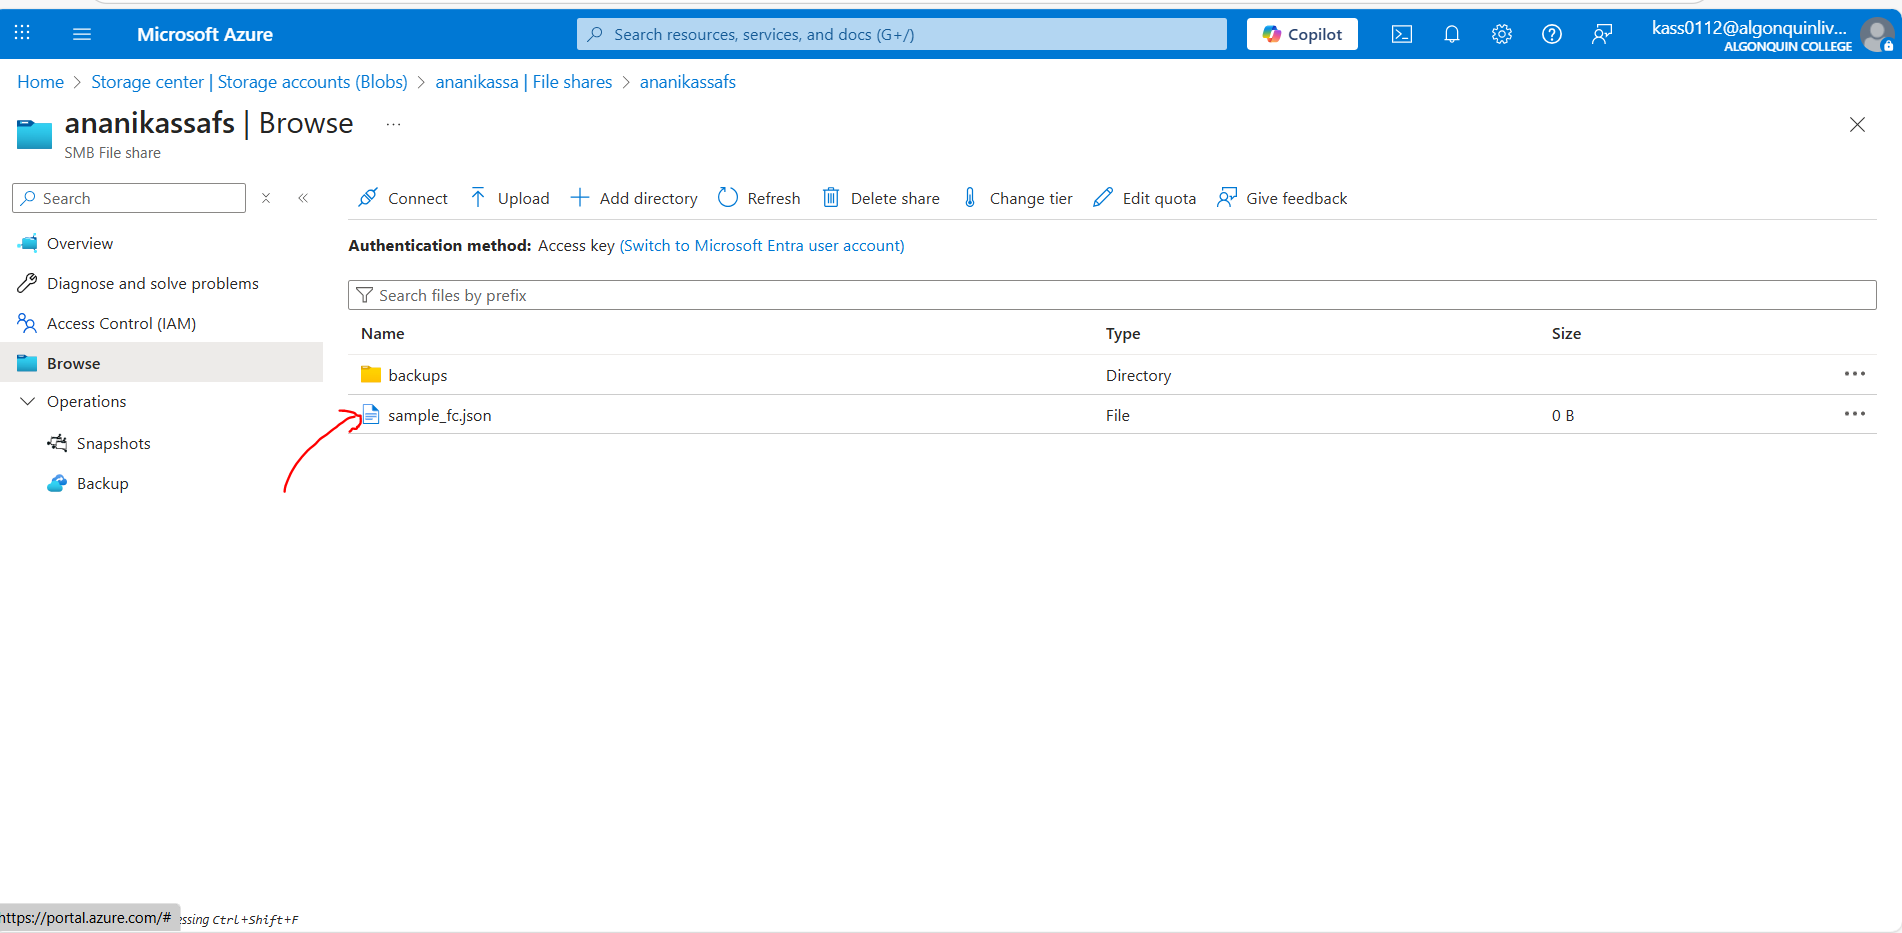 Microsoft Azure
Search resources, services, and docs (G+/)
Copilot
kass0112@algonquinliv...
ALGONQUIN COLLEGE
Home > Storage center | Storage accounts (Blobs) > ananikassa | File shares > ananikassafs
ananikassafs | Browse ...
SMB File share
Search
Connect Upload Add directory Refresh Delete share Change tier Edit quota Give feedback
Overview
Diagnose and solve problems
Access Control (IAM)
Browse
Operations
Snapshots
Backup
Authentication method: Access key (Switch to Microsoft Entra user account)
Search files by prefix
Name Type Size
backups Directory
sample_fc.json File 0 B
https://portal.azure.com/# essing Ctrl+Shift+F